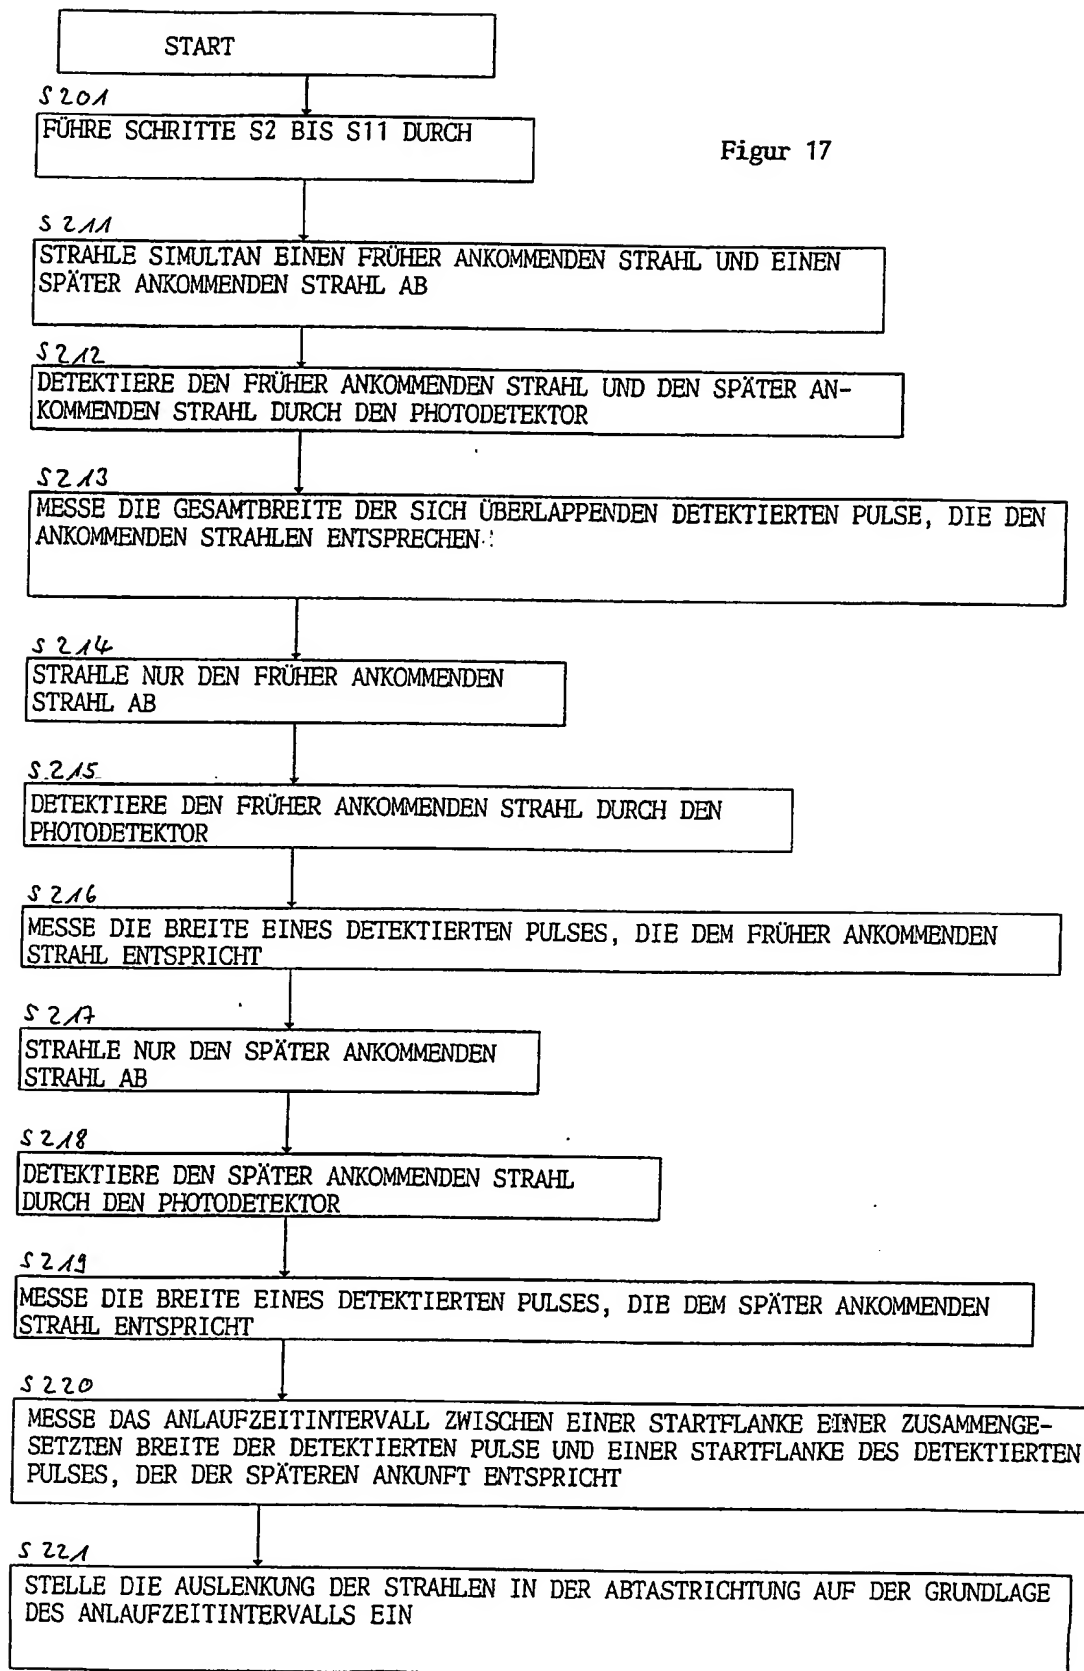 START
S201
FÜHRE SCHRITTE S2 BIS S11 DURCH
Figur 17
S211
STRAHLE SIMULTAN EINEN FRÜHER ANKOMMENDEN STRAHL UND EINEN
SPÄTER ANKOMMENDEN STRAHL AB
S212
DETEKTIERE DEN FRÜHER ANKOMMENDEN STRAHL UND DEN SPÄTER AN-
KOMMENDEN STRAHL DURCH DEN PHOTODETEKTOR
S213
MESSE DIE GESAMTBREITE DER SICH ÜBERLAPPENDEN DETEKTIERTEN PULSE, DIE DEN
ANKOMMENDEN STRAHLEN ENTSPRECHEN
S214
STRAHLE NUR DEN FRÜHER ANKOMMENDEN
STRAHL AB
S215
DETEKTIERE DEN FRÜHER ANKOMMENDEN STRAHL DURCH DEN
PHOTODETEKTOR
S216
MESSE DIE BREITE EINES DETEKTIERTEN PULSES, DIE DEM FRÜHER ANKOMMENDEN
STRAHL ENTSPRICHT
S217
STRAHLE NUR DEN SPÄTER ANKOMMENDEN
STRAHL AB
S218
DETEKTIERE DEN SPÄTER ANKOMMENDEN STRAHL
DURCH DEN PHOTODETEKTOR
S219
MESSE DIE BREITE EINES DETEKTIERTEN PULSES, DIE DEM SPÄTER ANKOMMENDEN
STRAHL ENTSPRICHT
S220
MESSE DAS ANLAUFZEITINTERVALL ZWISCHEN EINER STARTFLANKE EINER ZUSAMMENGE-
SETZTEN BREITE DER DETEKTIERTEN PULSE UND EINER STARTFLANKE DES DETEKTIERTEN
PULSES, DER DER SPÄTEREN ANKUNFT ENTSPRICHT
S221
STELLE DIE AUSLENKUNG DER STRAHLEN IN DER ABTASTRICHTUNG AUF DER GRUNDLAGE
DES ANLAUFZEITINTERVALLS EIN